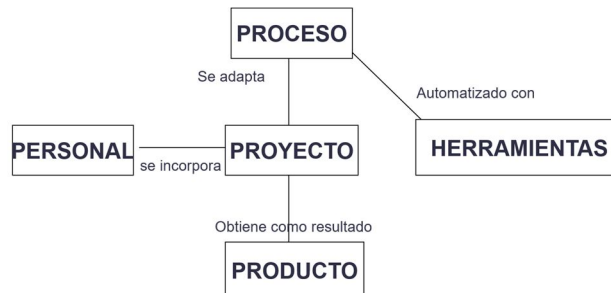 PROCESO
Se adapta
Automatizado con
PERSONAL
se incorpora
PROYECTO
HERRAMIENTAS
Obtiene como resultado
PRODUCTO